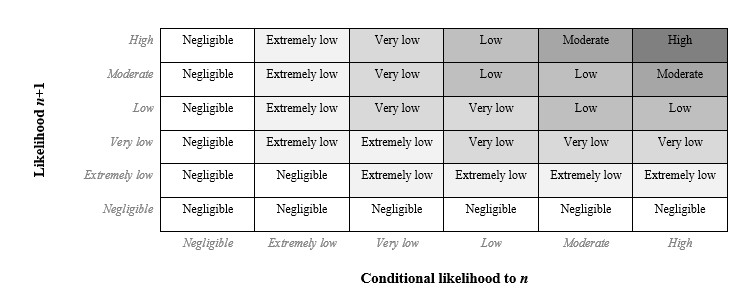 High Negligible Extremely low Very low Low Moderate High
Moderate Negligible Extremely low Very low Low Low Moderate
Low Negligible Extremely low Very low Very low Low Low
Very low Negligible Extremely low Extremely low Very low Very low Very low
Extremely low Negligible Negligible Extremely low Extremely low Extremely low Extremely low
Negligible Negligible Negligible Negligible Negligible Negligible Negligible
Likelihood n+1
Negligible Extremely low Very low Low Moderate High
Conditional likelihood to n